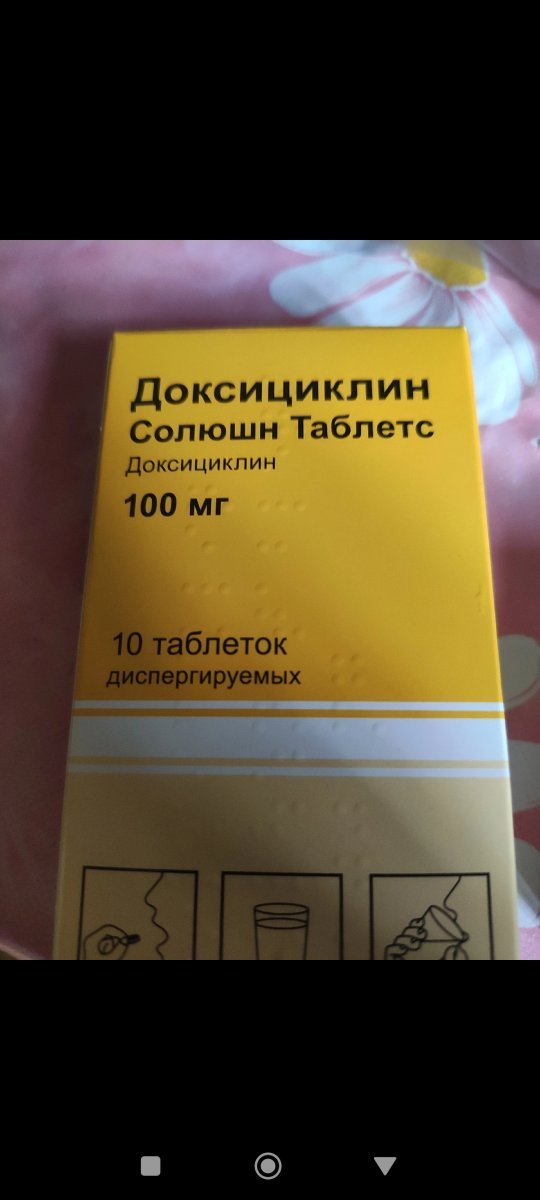 Доксициклин
Солюшн Таблетс
Доксициклин
100 мг
10 таблеток
диспергируемых